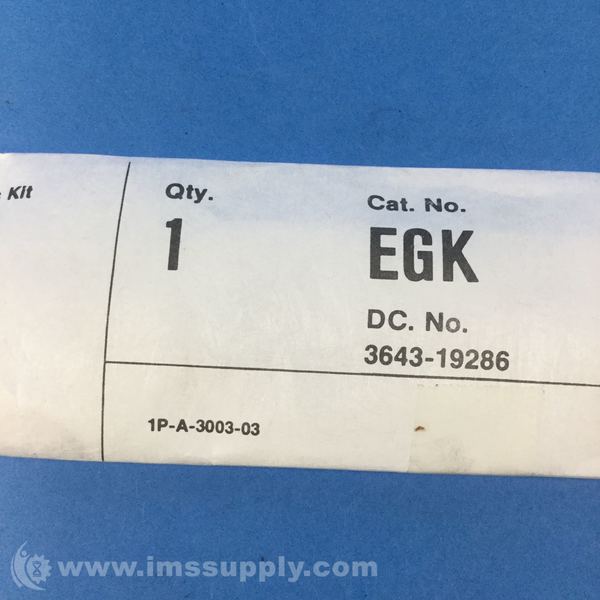 Kit
Qty.
1
Cat. No.
EGK
DC. No.
3643-19286
1P-A-3003-03
www.imssupply.com